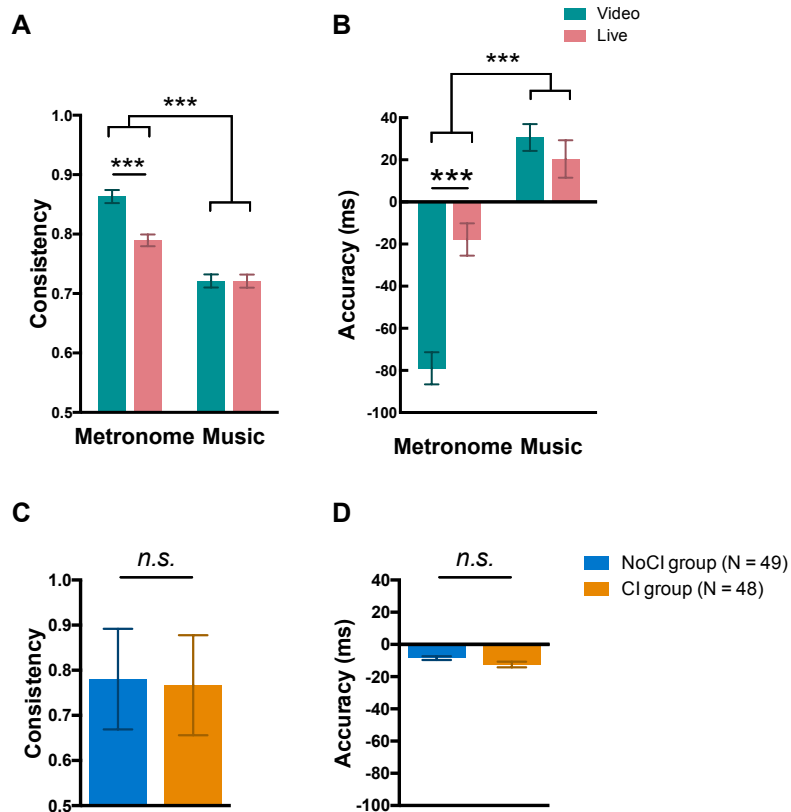 A
B
Video
Live
***
***
Consistency
1.0
0.9
0.8
0.7
0.6
0.5
Metronome Music
***
***
Accuracy (ms)
40
20
0
-20
-40
-60
-80
-100
Metronome Music
C
D
n.s.
Consistency
1.0
0.9
0.8
0.7
0.6
0.5
n.s.
Accuracy (ms)
40
20
0
-20
-40
-60
-80
-100
NoCI group (N = 49)
CI group (N = 48)